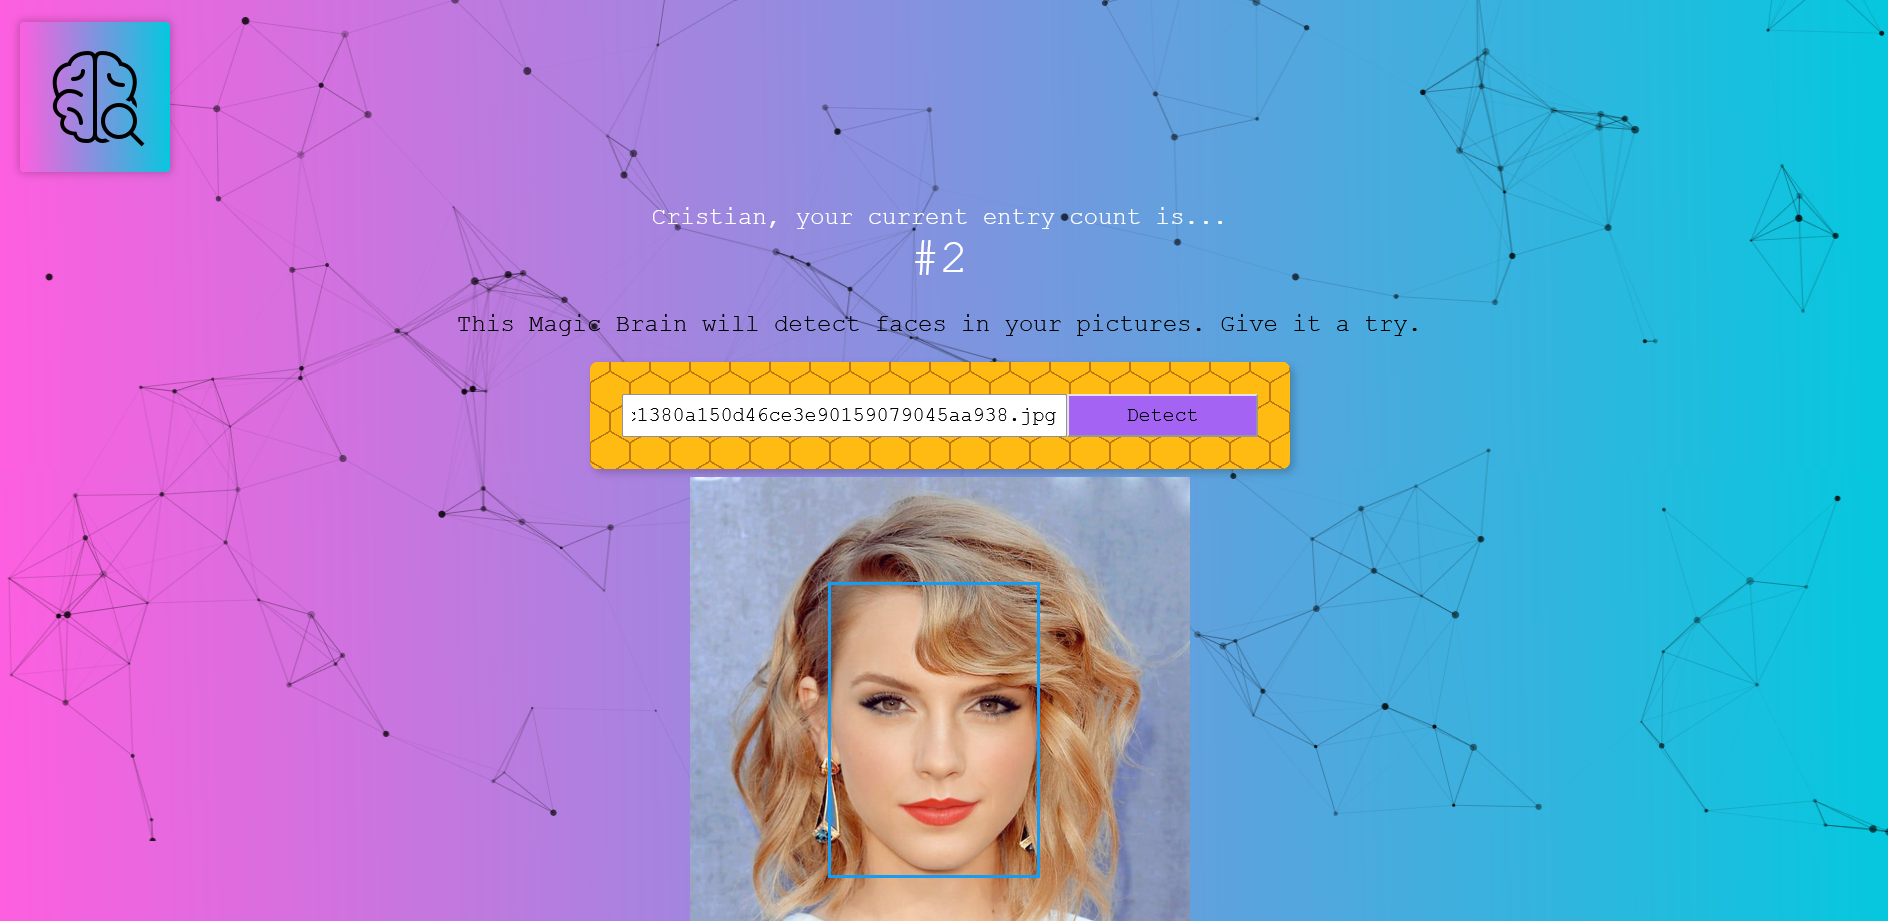 Cristian, your current entry count is...
#2
This Magic Brain will detect faces in your pictures. Give it a try.
1380a150d46ce3e90159079045aa938.jpg Detect